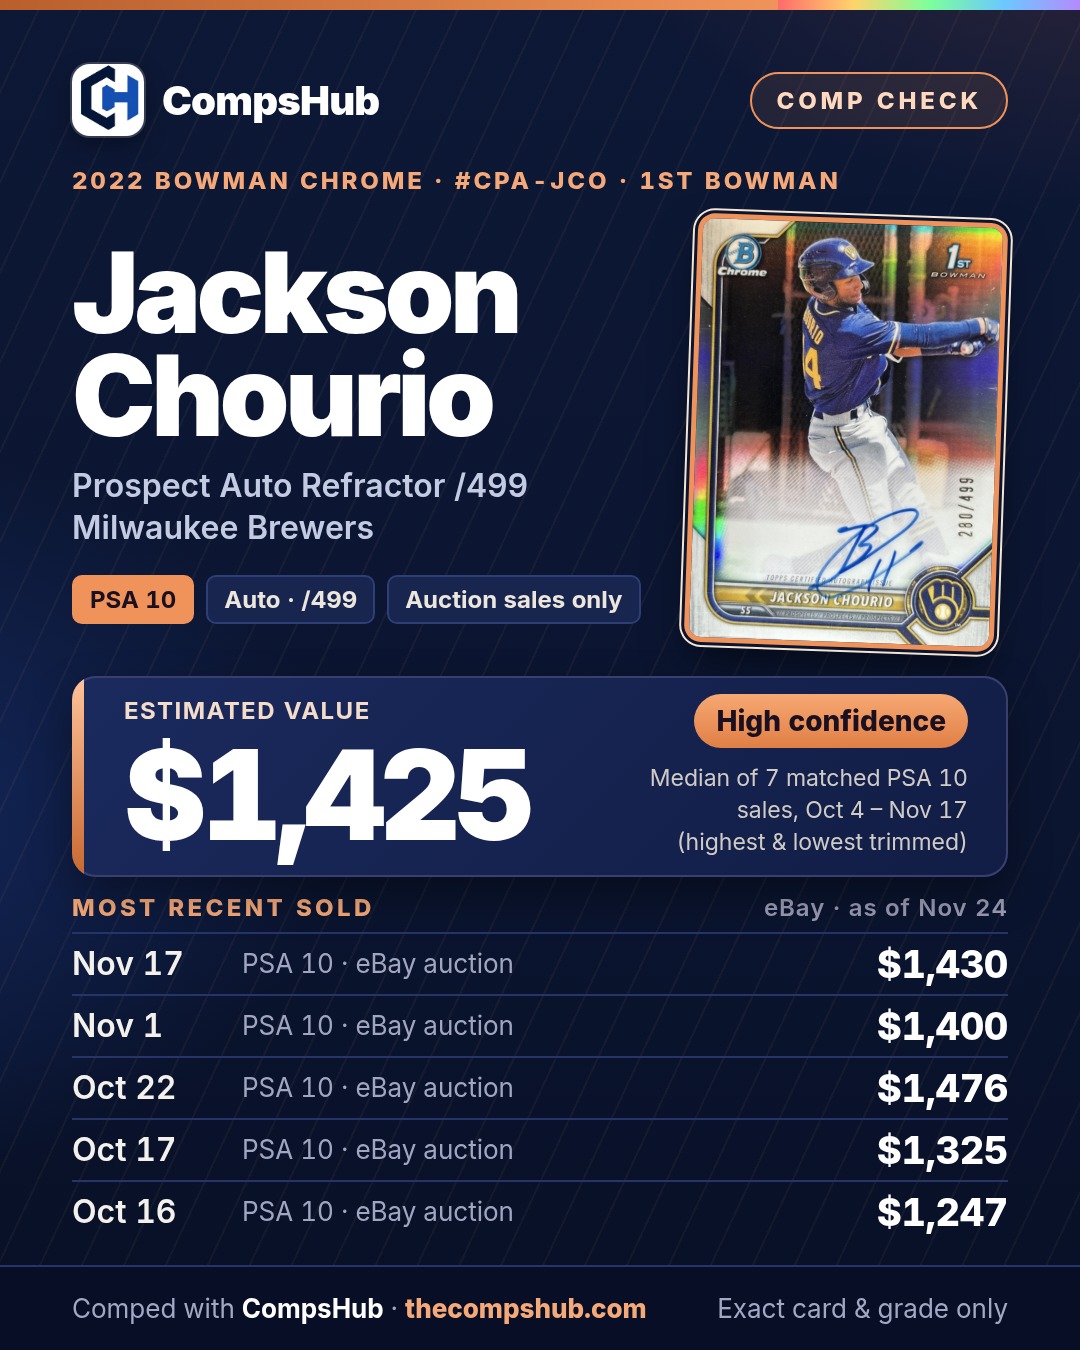 CompsHub
COMP CHECK
2022 BOWMAN CHROME · #CPA-JCO · 1ST BOWMAN
Jackson
Chourio
Prospect Auto Refractor /499
Milwaukee Brewers
PSA 10
Auto · /499
Auction sales only
B
Chrome
1ST
BOWMAN
4
280/499
JACKSON CHOURIO
SS
ESTIMATED VALUE
$1,425
High confidence
Median of 7 matched PSA 10
sales, Oct 4 – Nov 17
(highest & lowest trimmed)
MOST RECENT SOLD
eBay · as of Nov 24
Nov 17 PSA 10 · eBay auction $1,430
Nov 1 PSA 10 · eBay auction $1,400
Oct 22 PSA 10 · eBay auction $1,476
Oct 17 PSA 10 · eBay auction $1,325
Oct 16 PSA 10 · eBay auction $1,247
Comped with CompsHub · thecompshub.com
Exact card & grade only